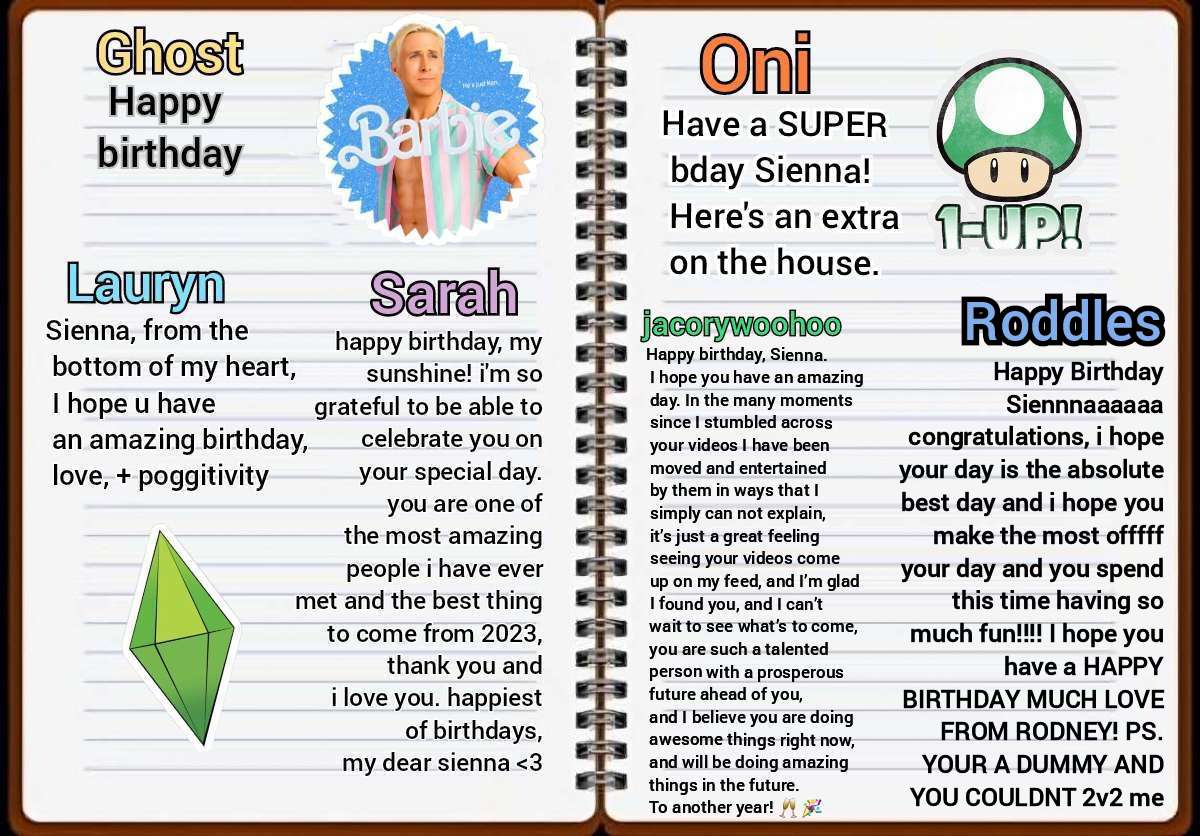 Ghost
Happy
birthday
He's just Ken.
Barbie
Lauryn
Sienna, from the
bottom of my heart,
I hope u have
an amazing birthday,
love, + poggitivity
Sarah
happy birthday, my
sunshine! i'm so
grateful to be able to
celebrate you on
your special day.
you are one of
the most amazing
people i have ever
met and the best thing
to come from 2023,
thank you and
i love you. happiest
of birthdays,
my dear sienna <3
Oni
Have a SUPER
bday Sienna!
Here's an extra
on the house.
1-UP!
jacorywoohoo
Happy birthday, Sienna.
I hope you have an amazing
day. In the many moments
since I stumbled across
your videos I have been
moved and entertained
by them in ways that I
simply can not explain,
it's just a great feeling
seeing your videos come
up on my feed, and I'm glad
I found you, and I can't
wait to see what's to come,
you are such a talented
person with a prosperous
future ahead of you,
and I believe you are doing
awesome things right now,
and will be doing amazing
things in the future.
To another year! 🥂 🎉
Roddles
Happy Birthday
Siennnaaaaaa
congratulations, i hope
your day is the absolute
best day and i hope you
make the most offfff
your day and you spend
this time having so
much fun!!!! I hope you
have a HAPPY
BIRTHDAY MUCH LOVE
FROM RODNEY! PS.
YOUR A DUMMY AND
YOU COULDNT 2v2 me